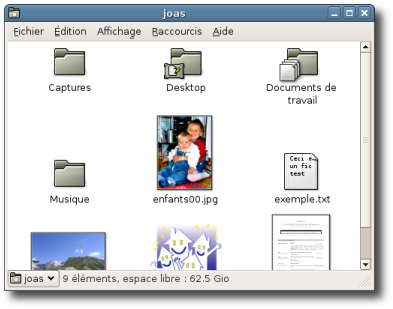 joas
Fichier Édition Affichage Raccourcis Aide
Captures Desktop Documents de travail
Ceci e
un fic
test
Musique enfants00.jpg exemple.txt
joas 9 éléments, espace libre : 62.5 Gio